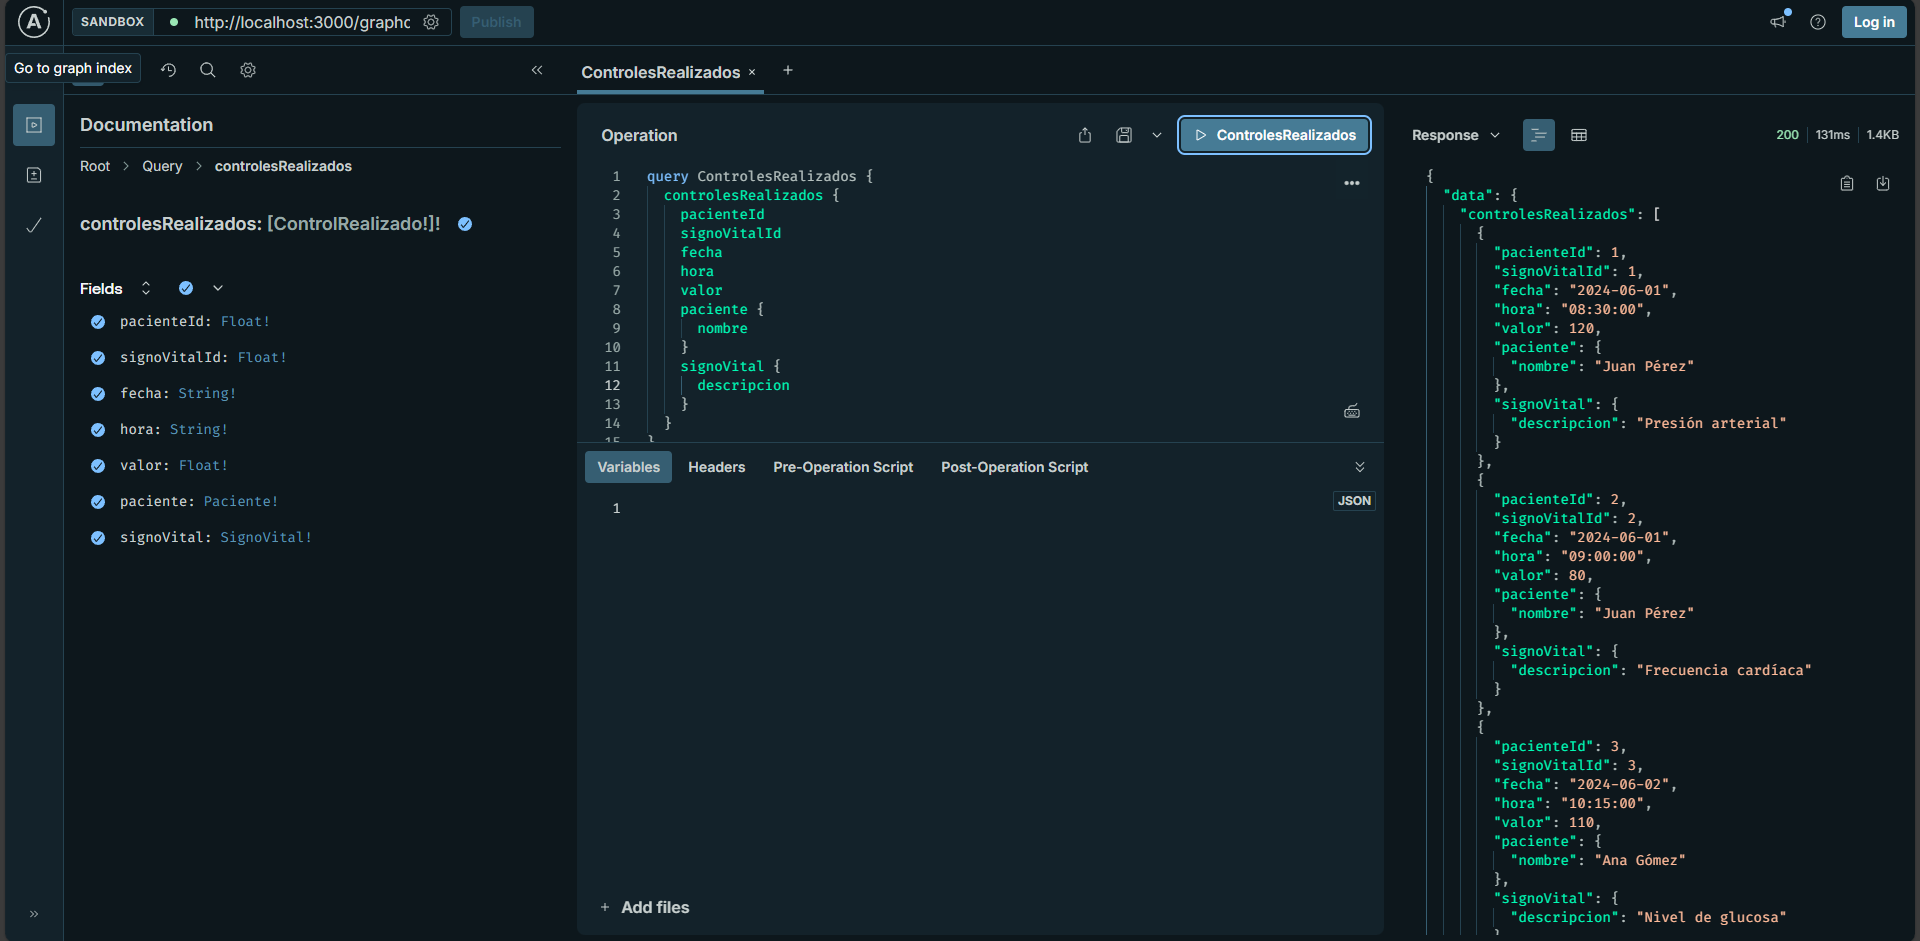 SANDBOX
http://localhost:3000/graphc
Publish
Log in
Go to graph index
ControlesRealizados
Documentation
Root > Query > controlesRealizados
controlesRealizados: [ControlRealizado!]!
Fields
pacienteId: Float!
signoVitalId: Float!
fecha: String!
hora: String!
valor: Float!
paciente: Paciente!
signoVital: SignoVital!
Operation
ControlesRealizados
1 query ControlesRealizados {
2 controlesRealizados {
3 pacienteId
4 signoVitalId
5 fecha
6 hora
7 valor
8 paciente {
9 nombre
10 }
11 signoVital {
12 descripcion
13 }
14 }
15 }
Variables Headers Pre-Operation Script Post-Operation Script
1
JSON
+ Add files
Response
200 131ms 1.4KB
{
"data": {
"controlesRealizados": [
{
"pacienteId": 1,
"signoVitalId": 1,
"fecha": "2024-06-01",
"hora": "08:30:00",
"valor": 120,
"paciente": {
"nombre": "Juan Pérez"
},
"signoVital": {
"descripcion": "Presión arterial"
}
},
{
"pacienteId": 2,
"signoVitalId": 2,
"fecha": "2024-06-01",
"hora": "09:00:00",
"valor": 80,
"paciente": {
"nombre": "Juan Pérez"
},
"signoVital": {
"descripcion": "Frecuencia cardíaca"
}
},
{
"pacienteId": 3,
"signoVitalId": 3,
"fecha": "2024-06-02",
"hora": "10:15:00",
"valor": 110,
"paciente": {
"nombre": "Ana Gómez"
},
"signoVital": {
"descripcion": "Nivel de glucosa"
}